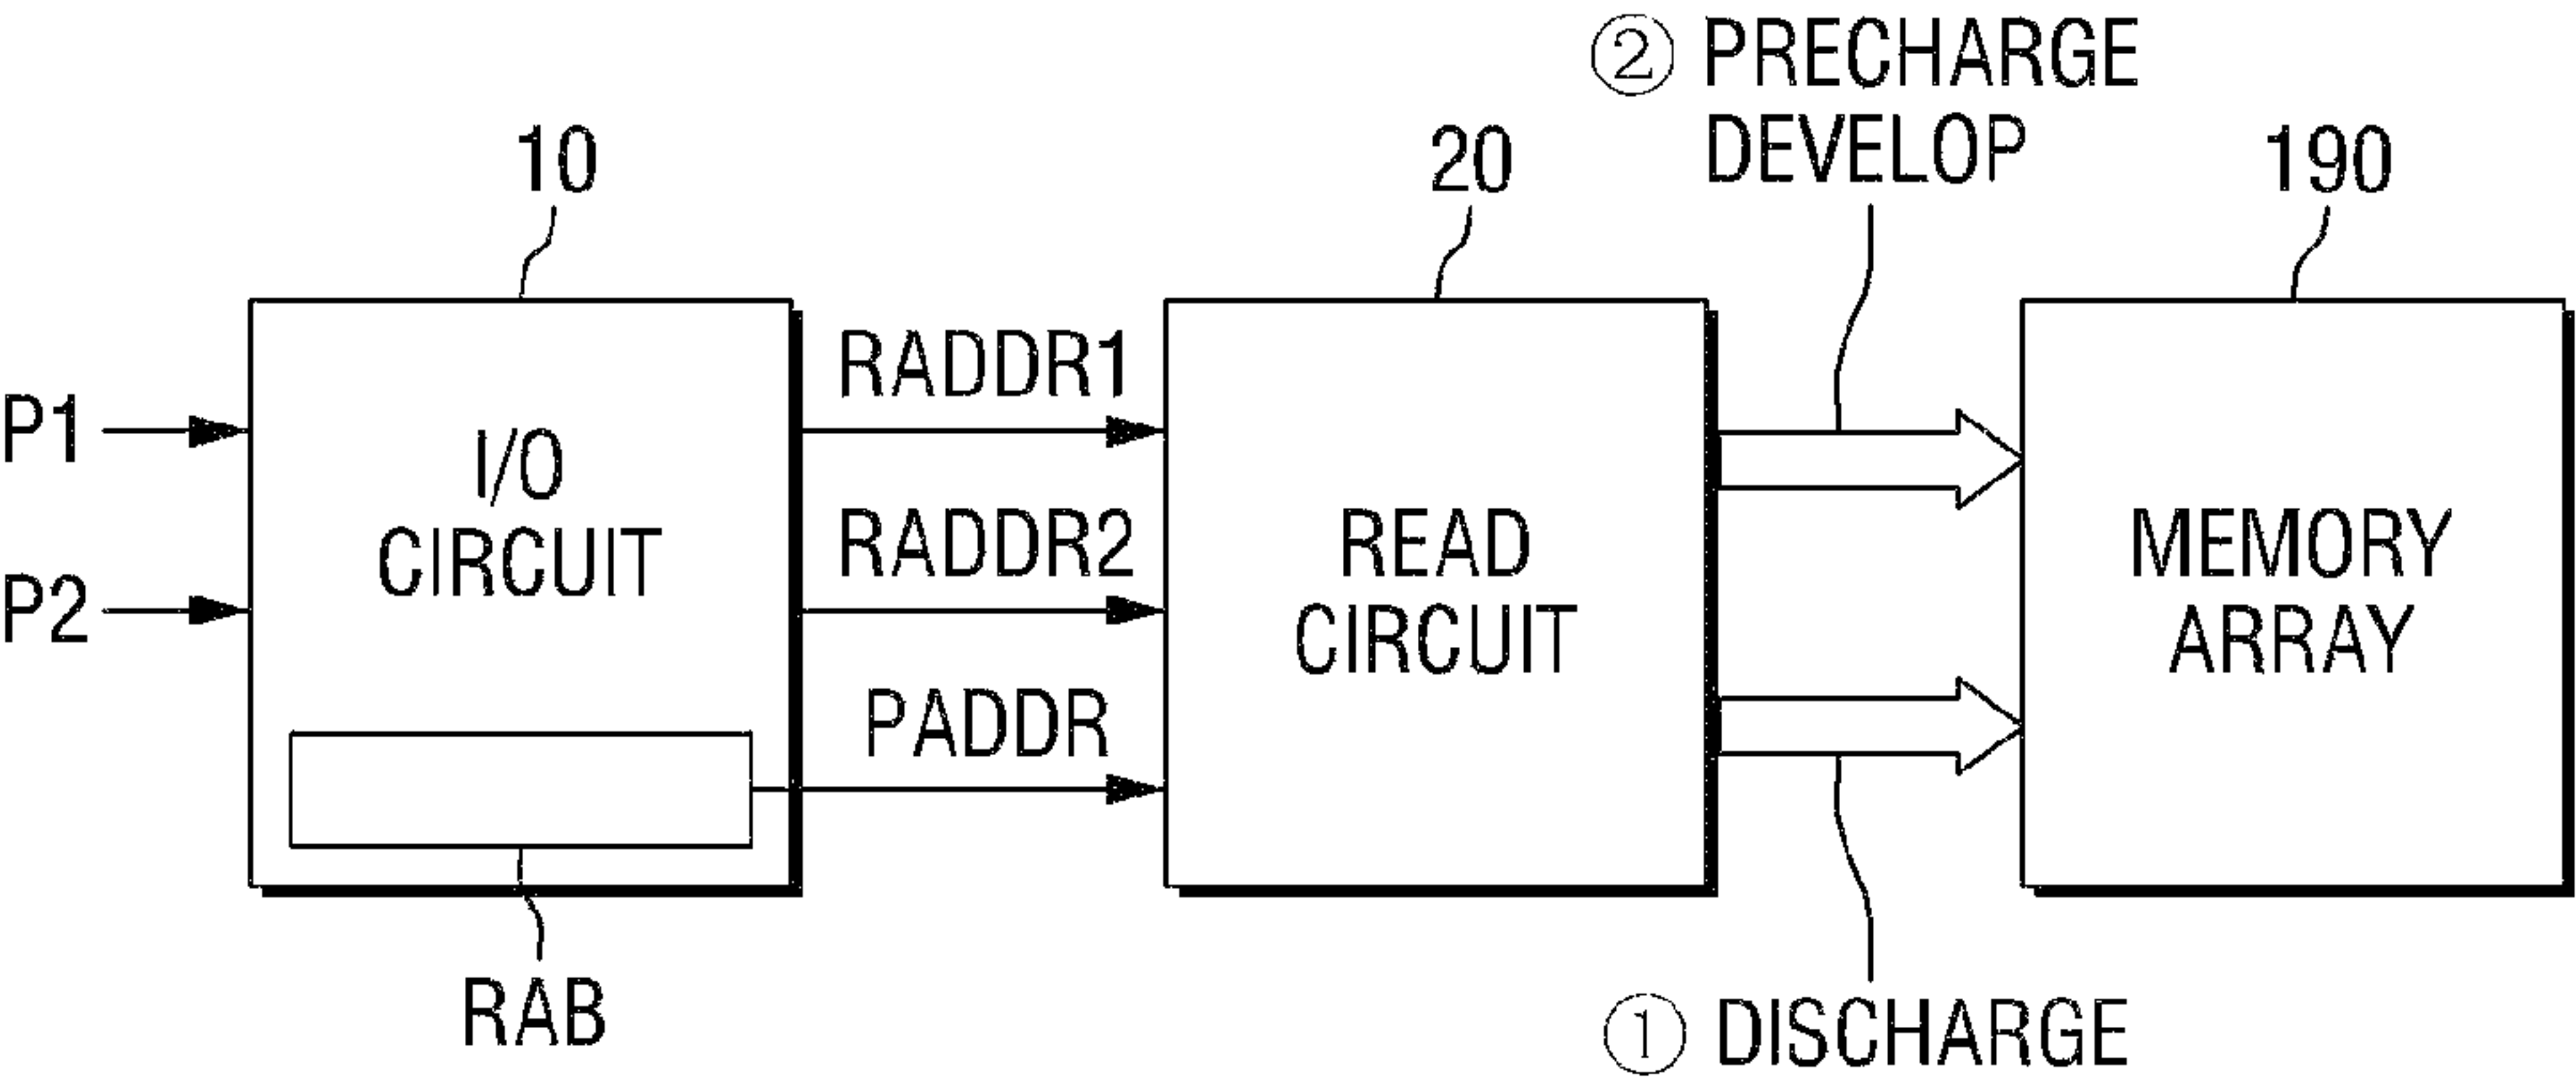 ② PRECHARGE
DEVELOP
10
20
190
P1
P2
I/O
CIRCUIT
RADDR1
RADDR2
PADDR
READ
CIRCUIT
MEMORY
ARRAY
RAB
① DISCHARGE